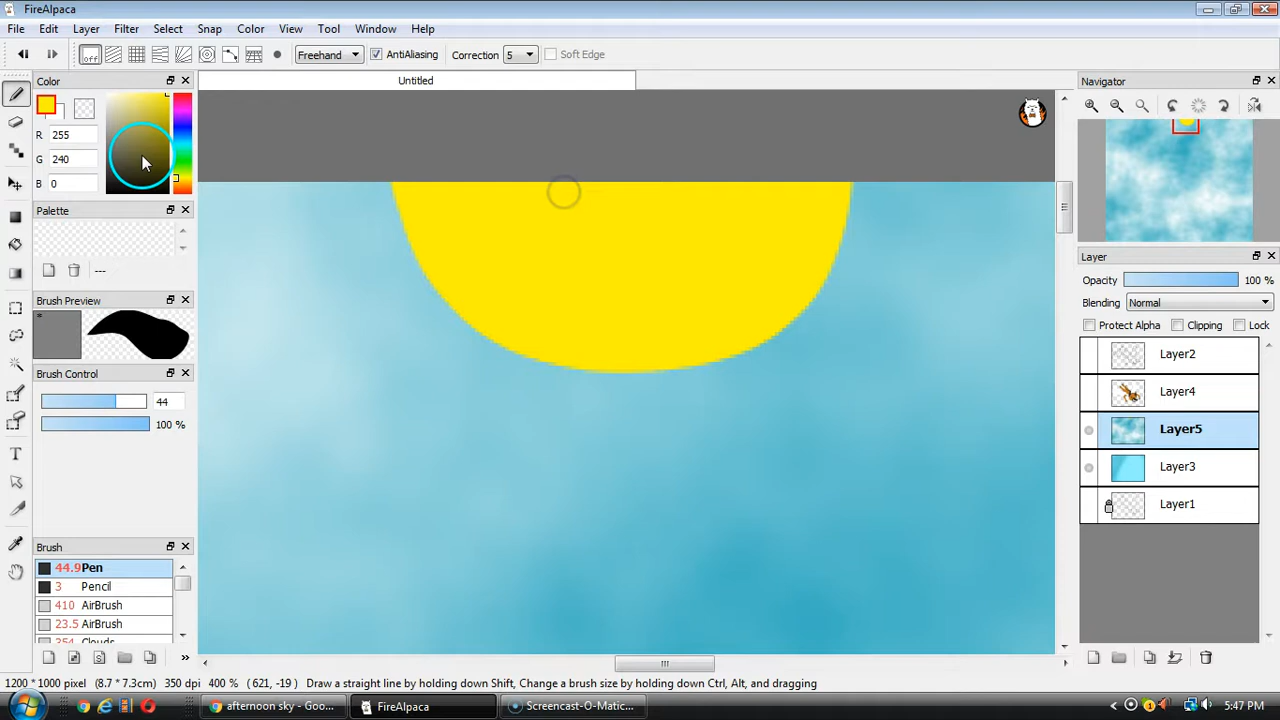 FireAlpaca
File Edit Layer Filter Select Snap Color View Tool Window Help
off Freehand AntiAliasing Correction 5 Soft Edge
Color
Untitled
Navigator
R 255
G 240
B 0
Palette
---
Layer
Opacity 100 %
Blending Normal
Protect Alpha Clipping Lock
Brush Preview
*
Layer2
Brush Control
Layer4
44
100 %
Layer5
Layer3
Layer1
Brush
44.9 Pen
3 Pencil
410 AirBrush
23.5 AirBrush
354 Clouds
1200 * 1000 pixel (8.7 * 7.3cm) 350 dpi 400 % (621, -19) Draw a straight line by holding down Shift, Change a brush size by holding down Ctrl, Alt, and dragging
afternoon sky - Goo... FireAlpaca Screencast-O-Matic... 5:47 PM